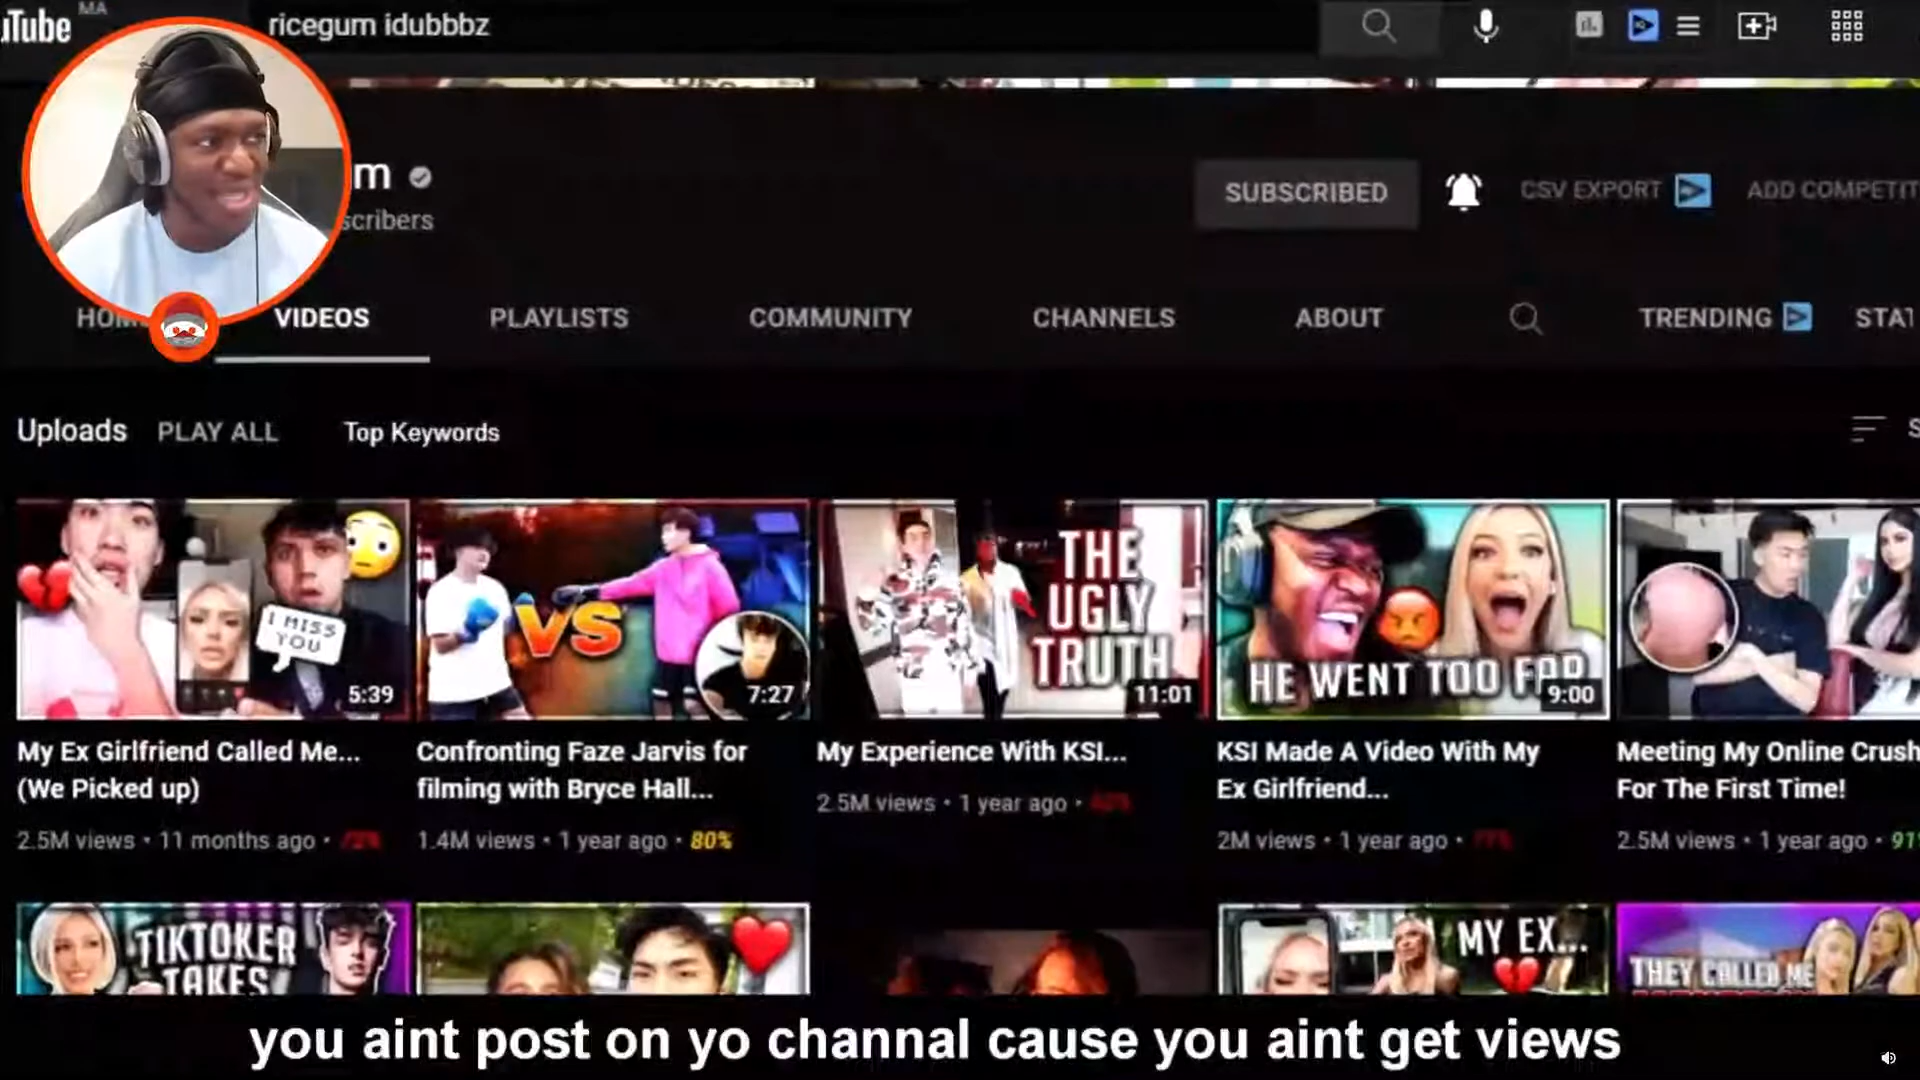 uTube
MA
ricegum idubbbz
m
scribers
SUBSCRIBED
CSV EXPORT
ADD COMPETIT
HOM
VIDEOS
PLAYLISTS
COMMUNITY
CHANNELS
ABOUT
TRENDING
STAT
Uploads
PLAY ALL
Top Keywords
S
I MISS
YOU
5:39
VS
7:27
THE
UGLY
TRUTH
11:01
HE WENT TOO FAR
9:00
My Ex Girlfriend Called Me...
(We Picked up)
2.5M views • 11 months ago •
Confronting Faze Jarvis for
filming with Bryce Hall...
1.4M views • 1 year ago • 80%
My Experience With KSI...
2.5M views • 1 year ago •
KSI Made A Video With My
Ex Girlfriend...
2M views • 1 year ago •
Meeting My Online Crush
For The First Time!
2.5M views • 1 year ago • 91%
TIKTOKER
TAKES
MY EX...
THEY CALLED ME
you aint post on yo channal cause you aint get views